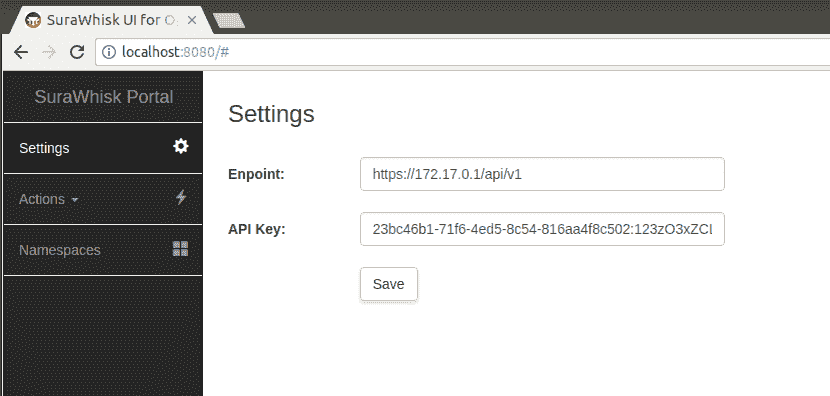 SuraWhisk UI for O
localhost:8080/#
SuraWhisk Portal
Settings
Actions
Namespaces
Settings
Enpoint:
https://172.17.0.1/api/v1
API Key:
23bc46b1-71f6-4ed5-8c54-816aa4f8c502:123zO3xZCL
Save